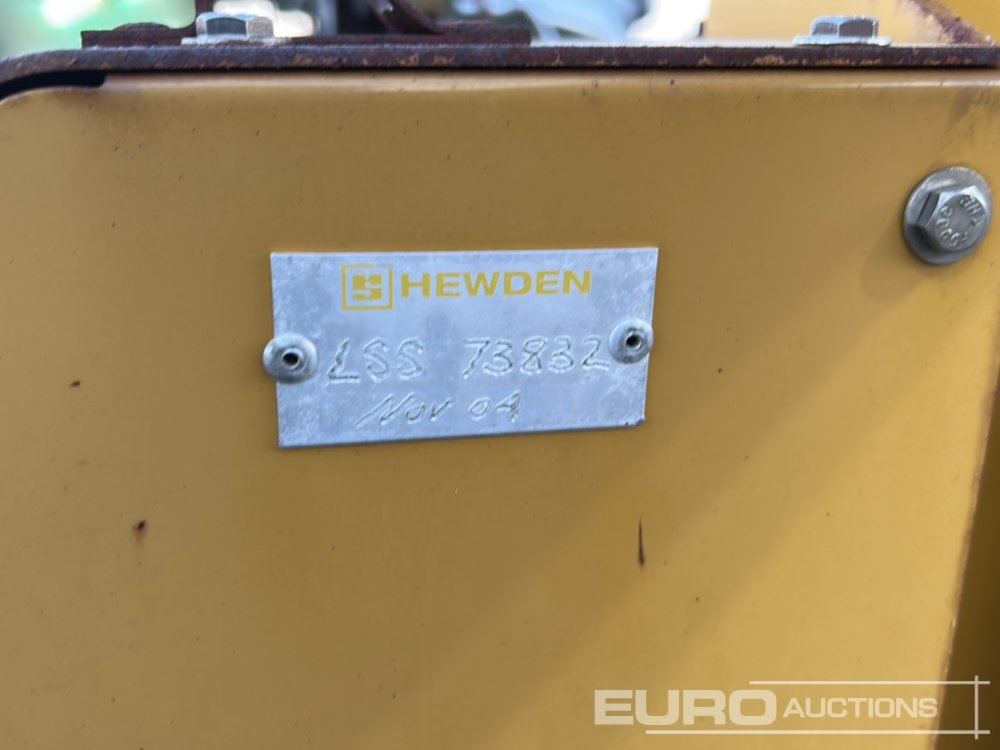 HEWDEN
LSS 73832
Nov 04
EURO AUCTIONS